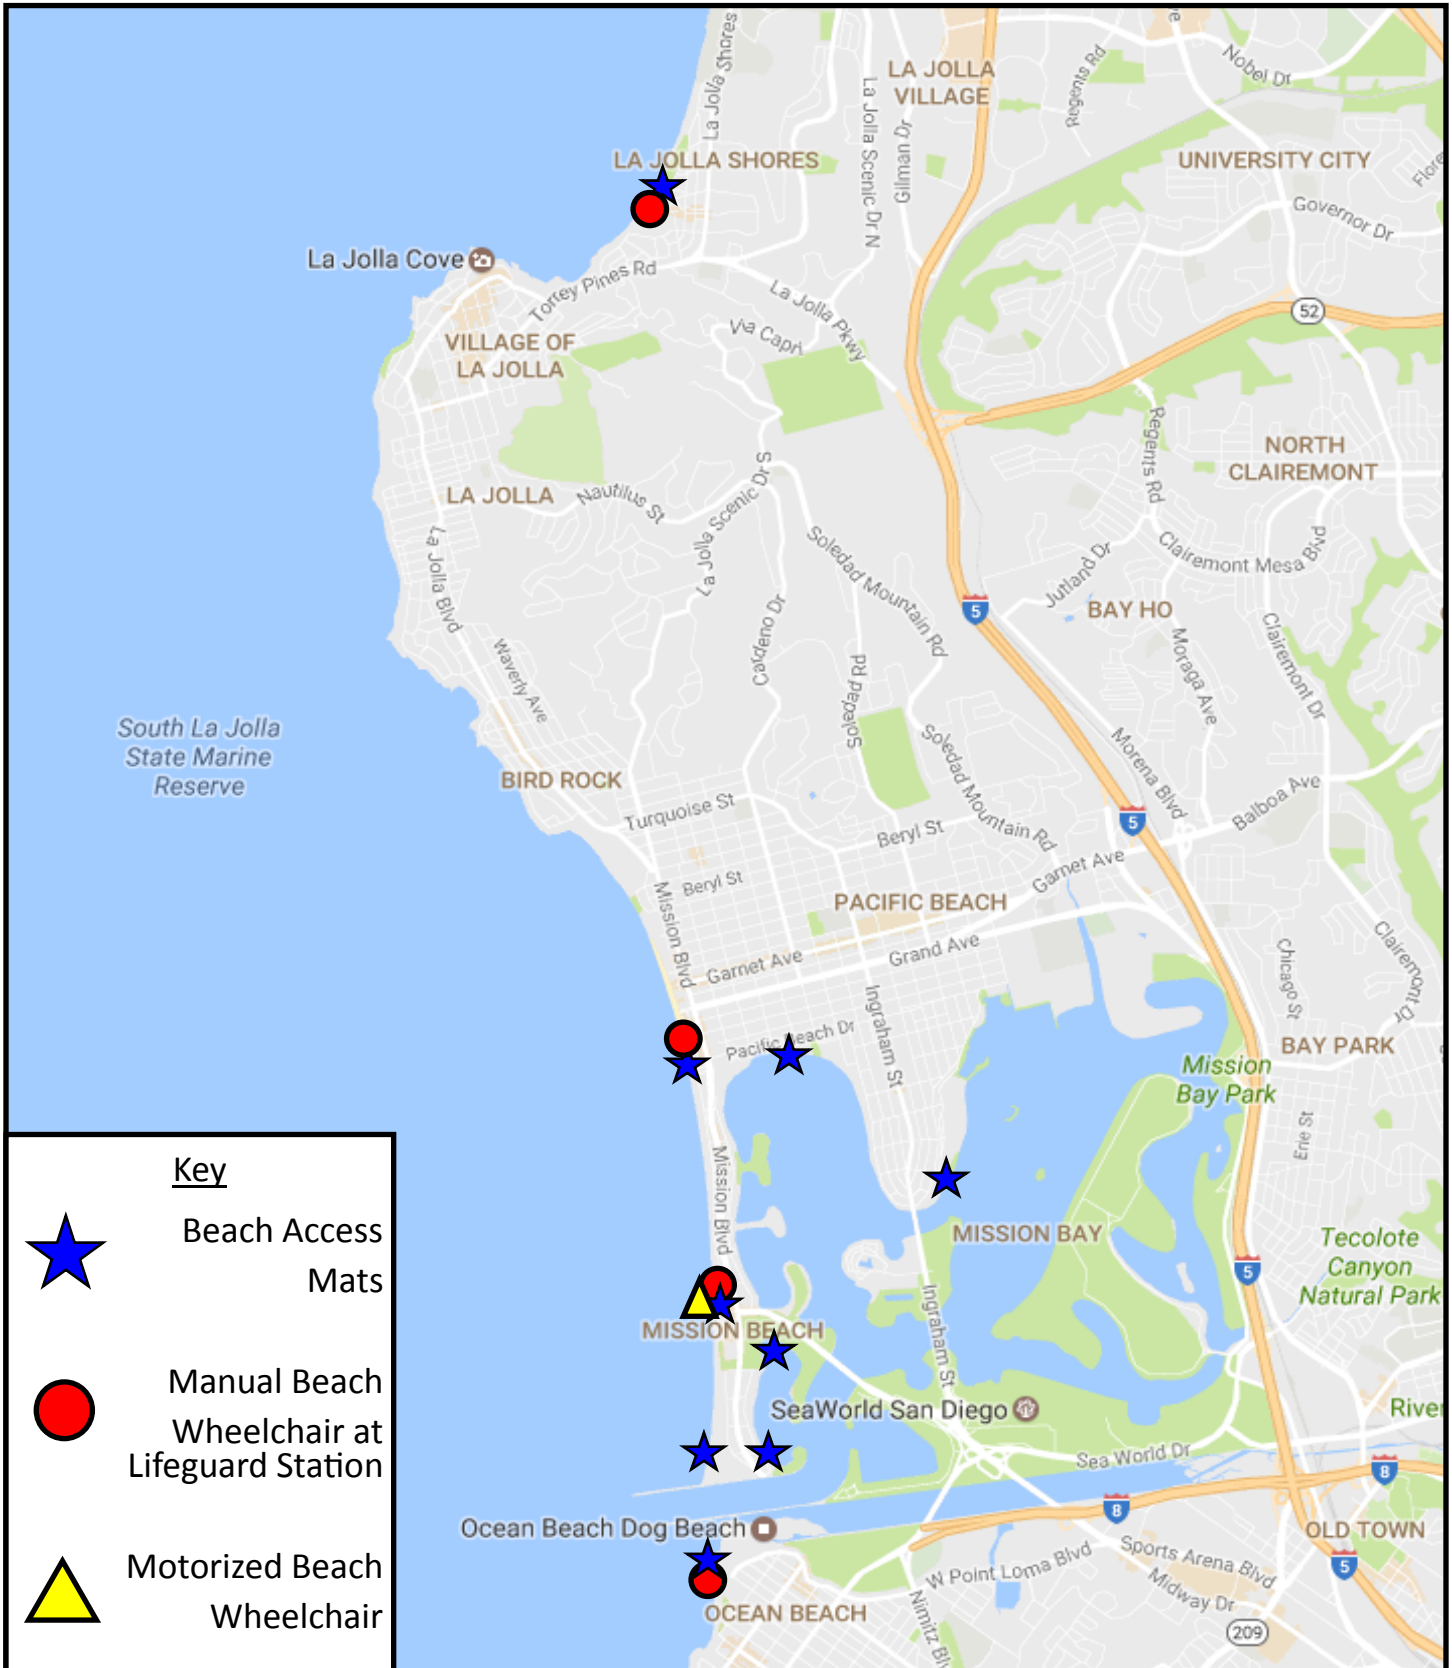 La Jolla Shores
LA JOLLA
VILLAGE
Regents Rd
Nobel Dr
La Jolla Scenic Dr N
Gilman Dr
LA JOLLA SHORES
UNIVERSITY CITY
Governor Dr
La Jolla Cove
Torrey Pines Rd
La Jolla Pkwy
52
Via Capri
VILLAGE OF
LA JOLLA
Regents Rd
NORTH
CLAIREMONT
LA JOLLA
Nautilus St
La Jolla Scenic Dr S
La Jolla Blvd
Soledad Mountain Rd
Clairemont Mesa Blvd
Jutland Dr
5
BAY HO
Cardeno Dr
Waverly Ave
Soledad Rd
Moraga Ave
Clairemont Dr
South La Jolla
State Marine
Reserve
Soledad Mountain Rd
Morena Blvd
BIRD ROCK
Turquoise St
Beryl St
5
Balboa Ave
Garnet Ave
Beryl St
Mission Blvd
PACIFIC BEACH
Garnet Ave
Grand Ave
Chicago St
Clairemont Dr
Ingraham St
Pacific Beach Dr
BAY PARK
Mission
Bay Park
Erie St
Mission Blvd
MISSION BAY
Tecolote
Canyon
Natural Park
5
MISSION BEACH
Ingraham St
SeaWorld San Diego
River
Sea World Dr
8
8
Ocean Beach Dog Beach
OLD TOWN
W Point Loma Blvd
Sports Arena Blvd
5
Midway Dr
OCEAN BEACH
Nimitz Bl
209
Key
Beach Access
Mats
Manual Beach
Wheelchair at
Lifeguard Station
Motorized Beach
Wheelchair